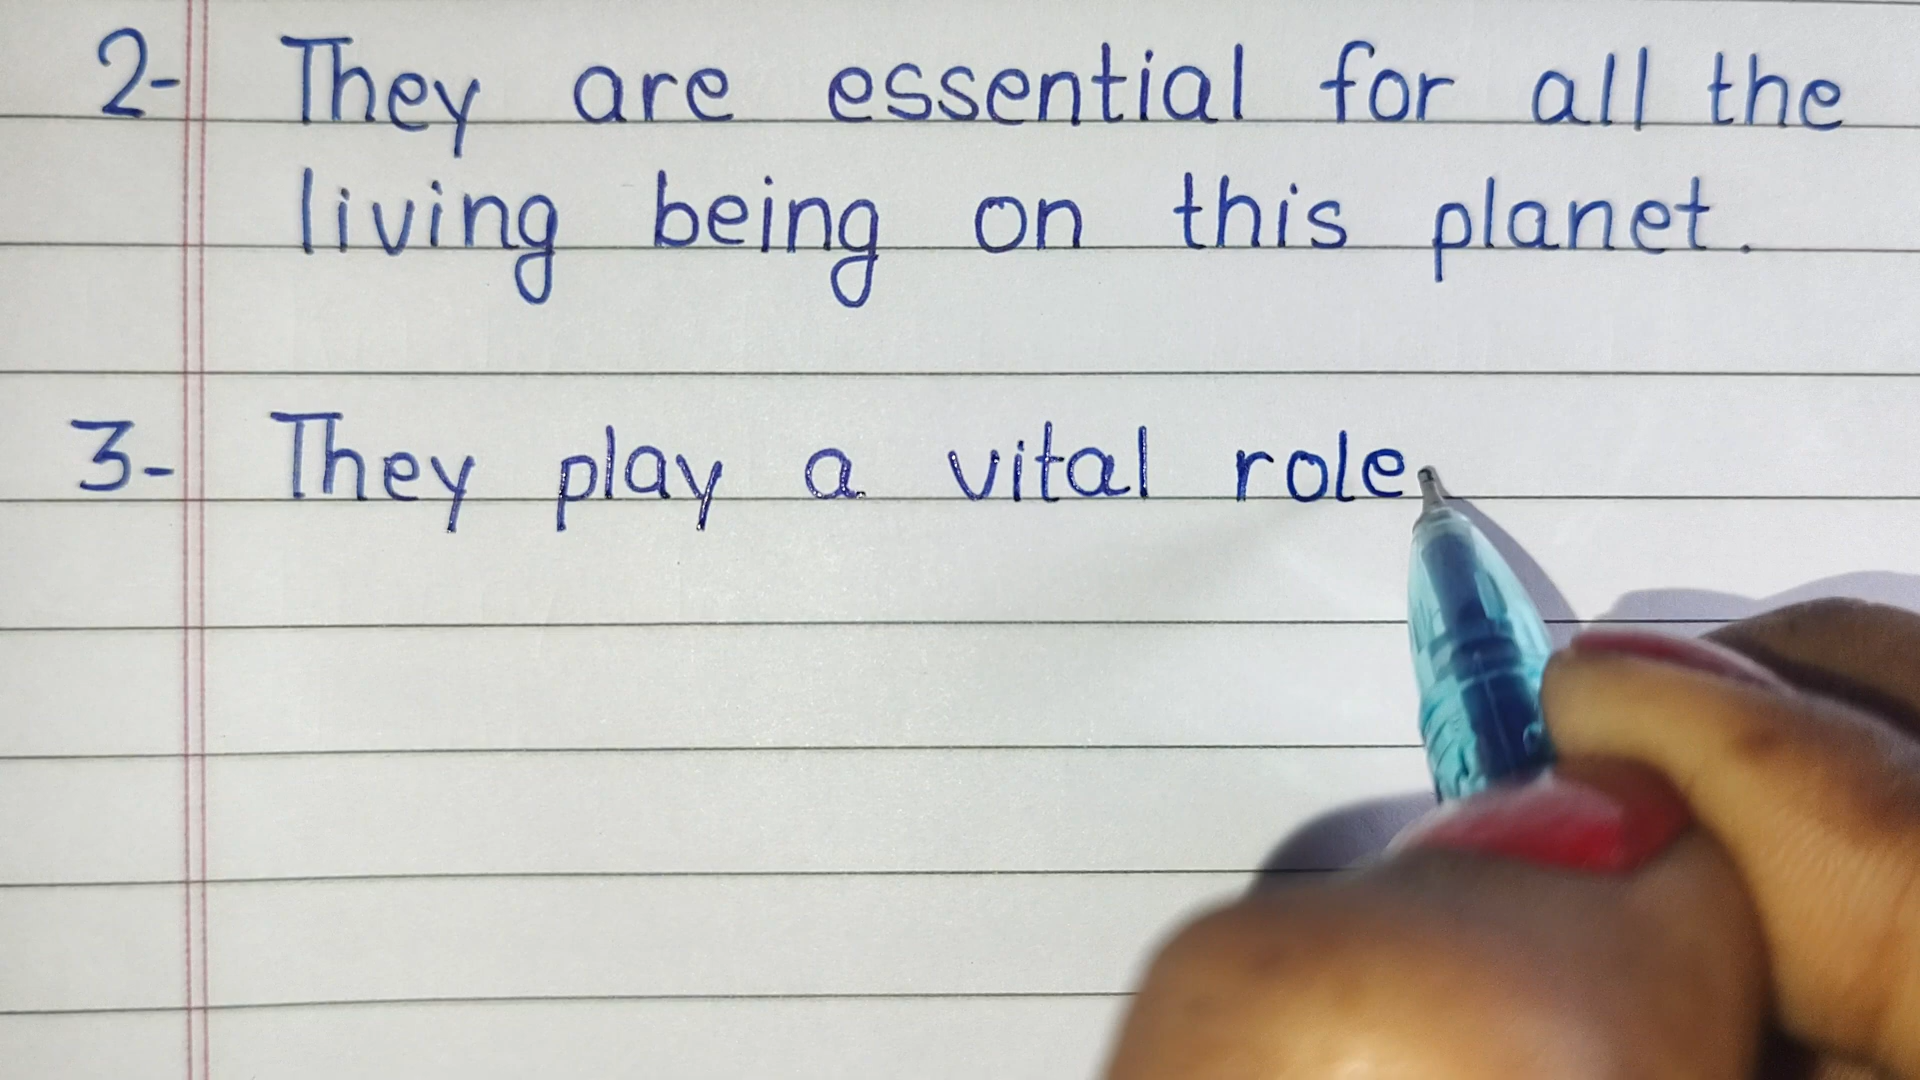 2- They are essential for all the
living being on this planet.
3- They play a vital role